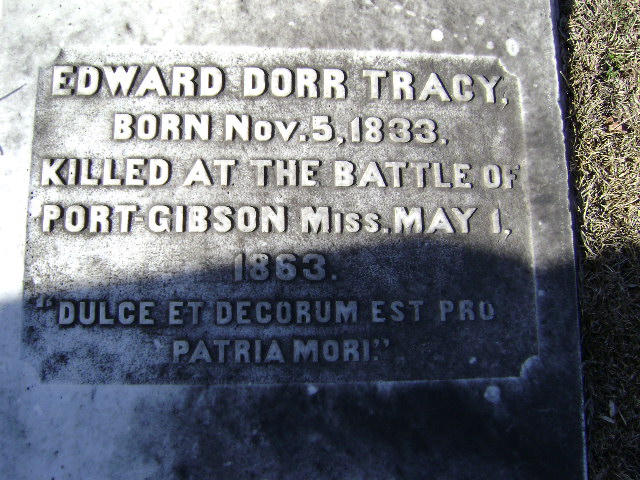 EDWARD DORR TRACY,
BORN NOV. 5, 1833.
KILLED AT THE BATTLE OF
PORT-GIBSON MISS. MAY 1,
1863.
"DULCE ET DECORUM EST PRO
PATRIA MORI."